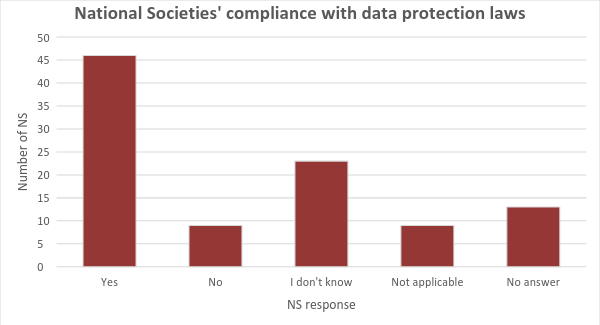 National Societies' compliance with data protection laws
50
45
40
35
30
25
20
15
10
5
0
Number of NS
Yes No I don't know Not applicable No answer
NS response